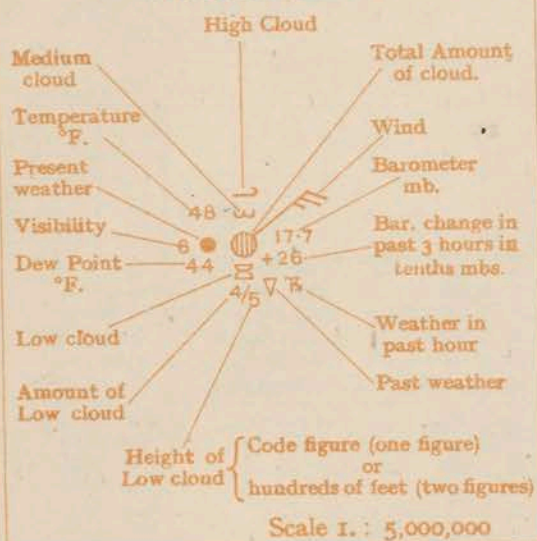 High Cloud
Medium
cloud
Total Amount
of cloud.
Temperature
°F.
Wind
Present
weather
Barometer
mb.
48
Visibility
6
17.7
Bar. change in
past 3 hours in
tenths mbs.
+26
Dew Point
°F.
44
4/5
Low cloud
Weather in
past hour
Amount of
Low cloud
Past weather
Height of
Low cloud
Code figure (one figure)
or
hundreds of feet (two figures)
Scale 1. : 5,000,000